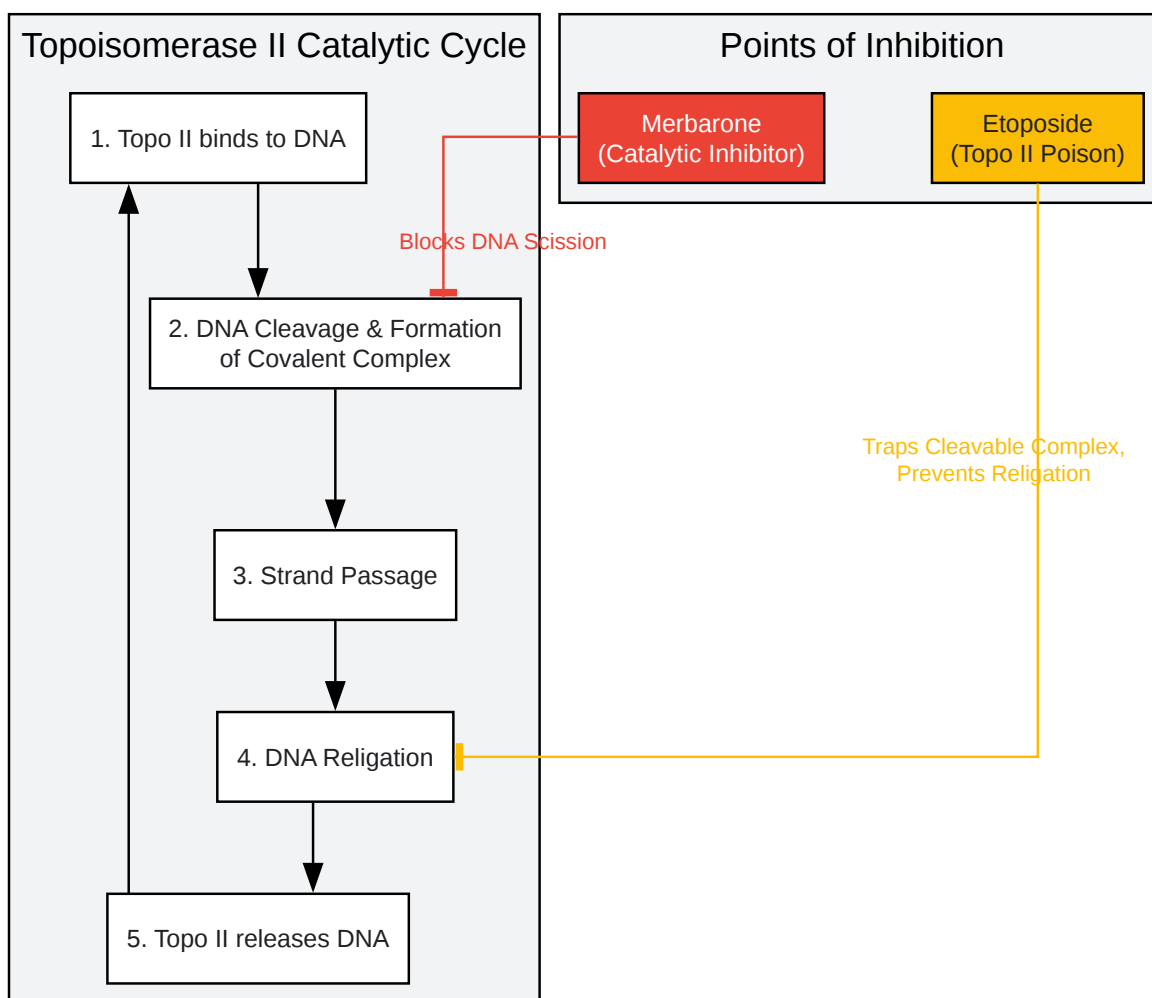 Topoisomerase II Catalytic Cycle
1. Topo II binds to DNA
2. DNA Cleavage & Formation
of Covalent Complex
3. Strand Passage
4. DNA Religation
5. Topo II releases DNA
Points of Inhibition
Merbarone
(Catalytic Inhibitor)
Etoposide
(Topo II Poison)
Blocks DNA Scission
Traps Cleavable Complex,
Prevents Religation